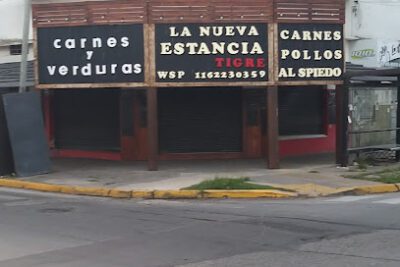 carnes
y
verduras
LA NUEVA
ESTANCIA
TIGRE
WSP 1162230359
CARNES
POLLOS
AL SPIEDO